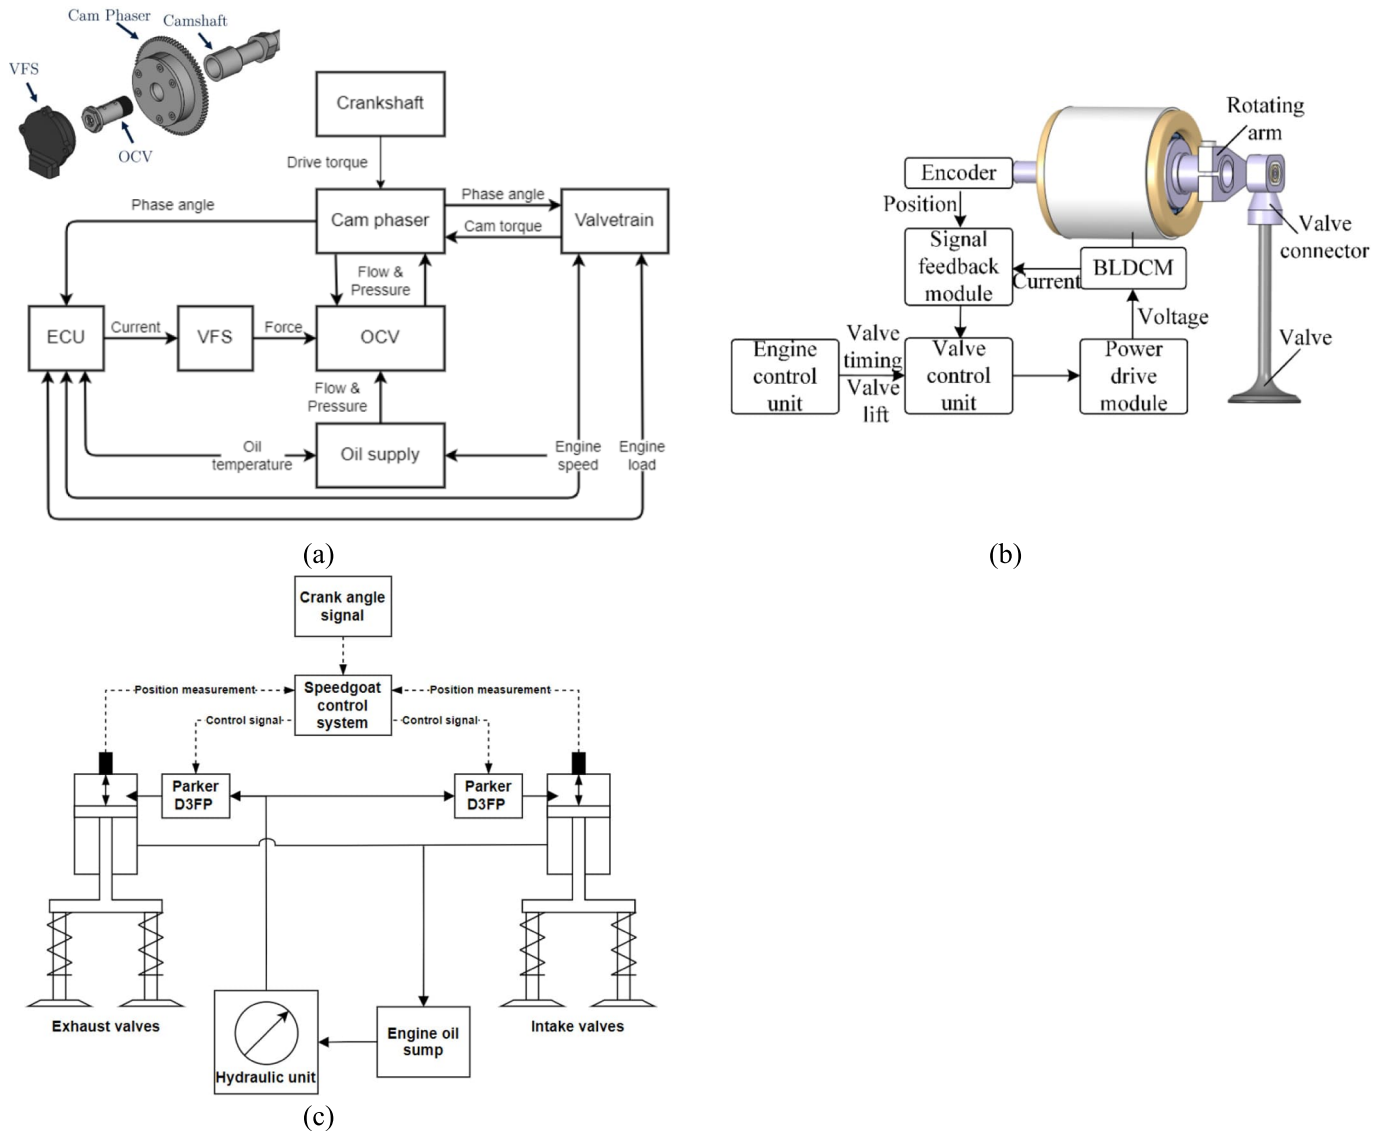 Cam Phaser
Camshaft
VFS
OCV
Crankshaft
Drive torque
Phase angle
Cam phaser
Phase angle
Cam torque
Valvetrain
Flow &
Pressure
ECU
Current
VFS
Force
OCV
Flow &
Pressure
Oil
temperature
Oil supply
Engine
speed
Engine
load
(a)
Rotating
arm
Encoder
Position
Valve
connector
Signal
feedback
module
Current
BLDCM
Voltage
Valve
Engine
control
unit
Valve
timing
Valve
lift
Valve
control
unit
Power
drive
module
(b)
Crank angle
signal
Position measurement
Speedgoat
control
system
Position measurement
Control signal
Control signal
Parker
D3FP
Parker
D3FP
Exhaust valves
Intake valves
Engine oil
sump
Hydraulic unit
(c)